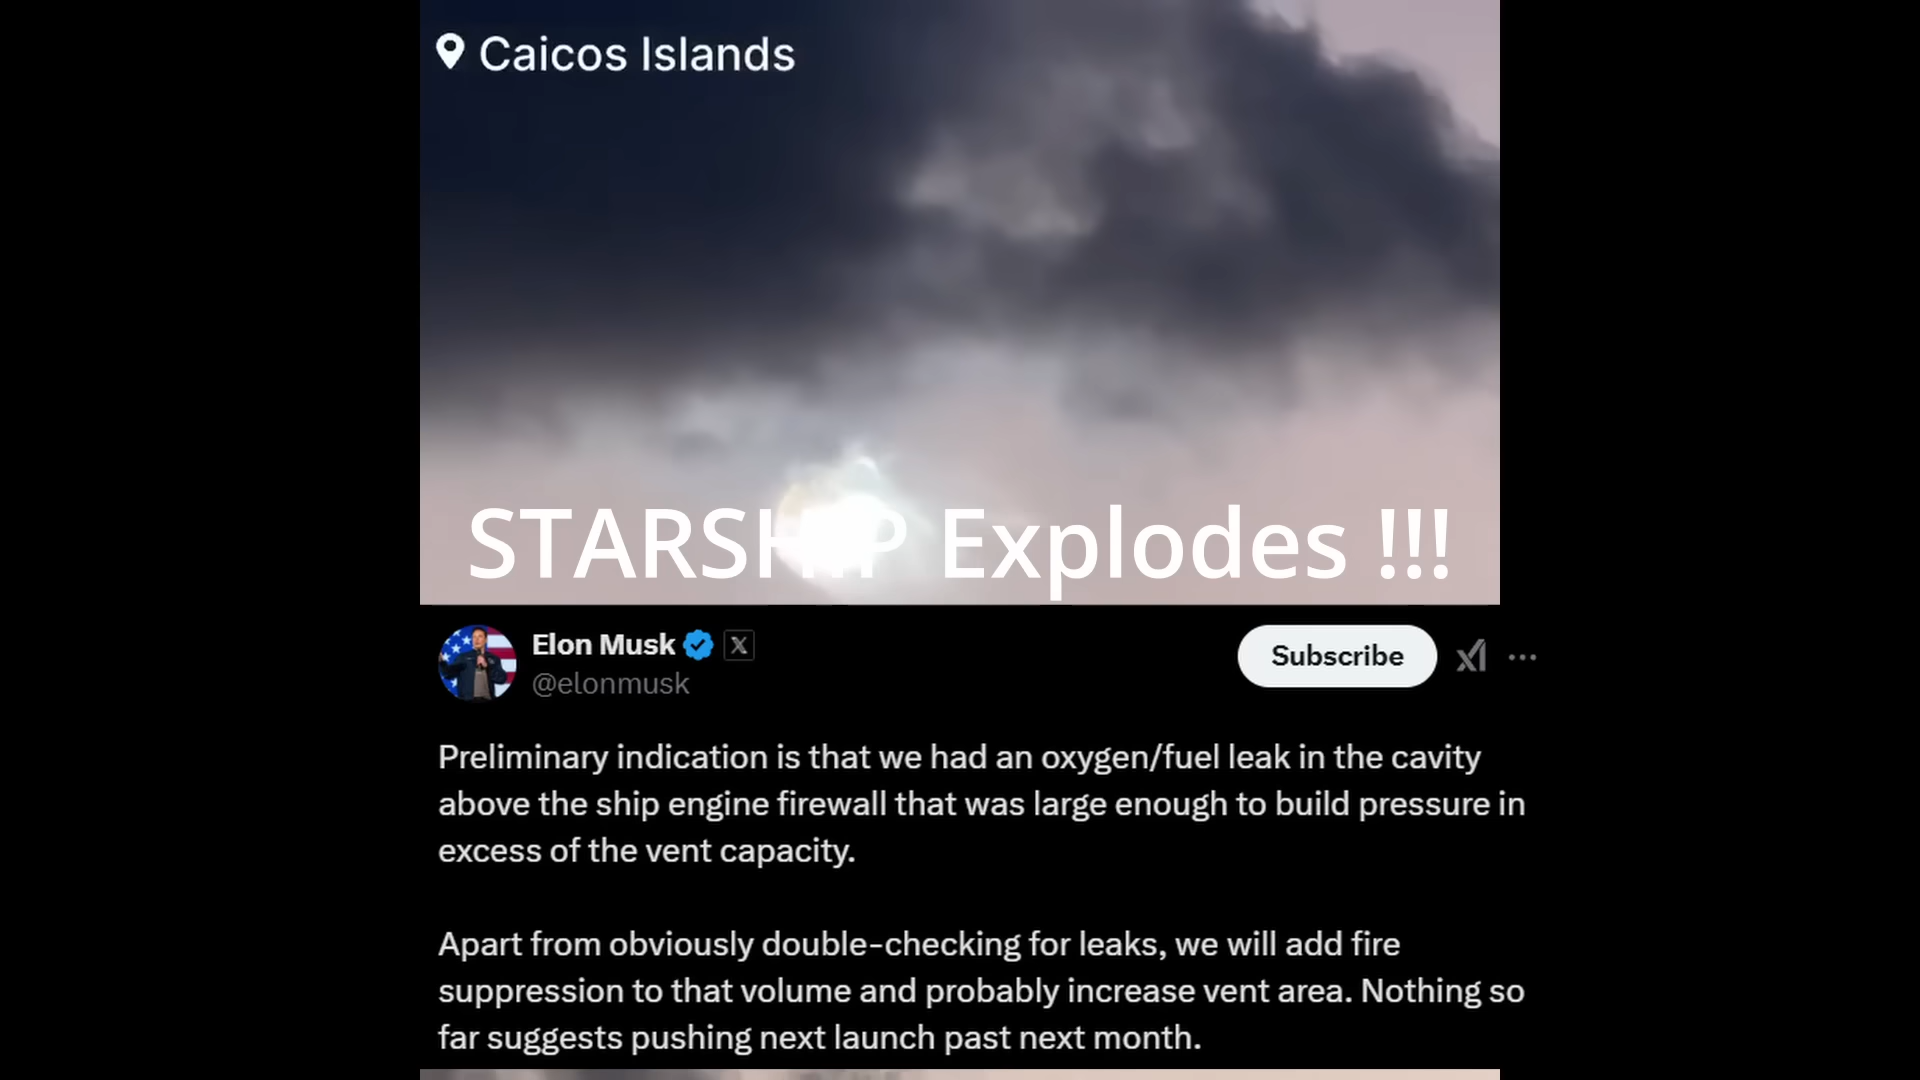 Caicos Islands
STARSHIP Explodes !!!
Elon Musk
@elonmusk
Subscribe
Preliminary indication is that we had an oxygen/fuel leak in the cavity
above the ship engine firewall that was large enough to build pressure in
excess of the vent capacity.
Apart from obviously double-checking for leaks, we will add fire
suppression to that volume and probably increase vent area. Nothing so
far suggests pushing next launch past next month.